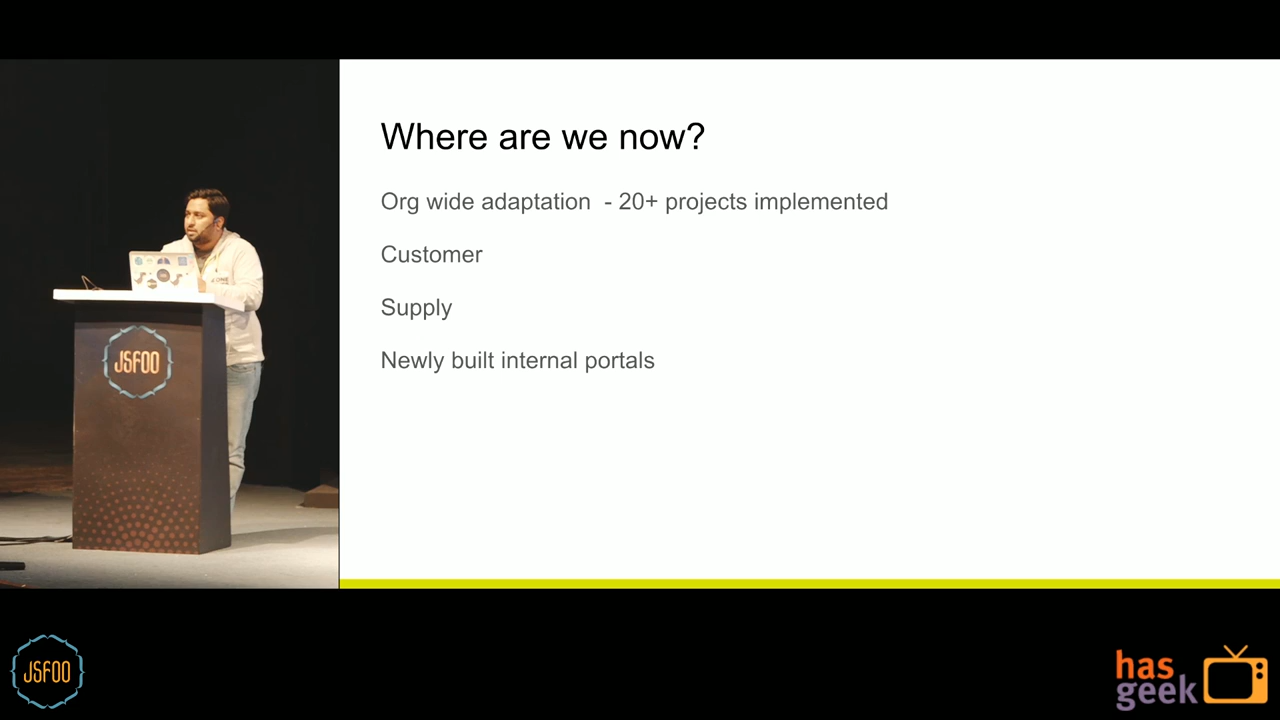 Where are we now?
Org wide adaptation - 20+ projects implemented
Customer
Supply
Newly built internal portals
JSFOO
JSFOO
has
geek